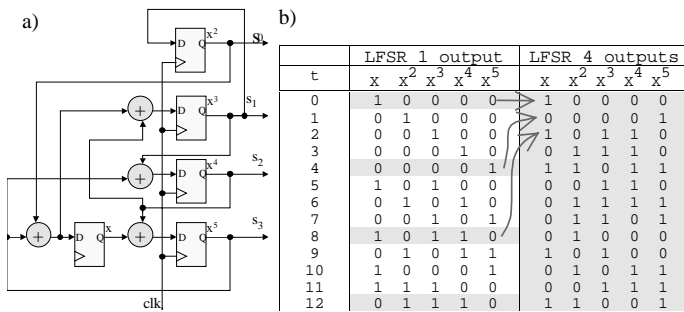 a)
b)
D Q x²
S0
D Q x³
s1
D Q x⁴
s2
D Q x
D Q x⁵
s3
clk
LFSR 1 output LFSR 4 outputs
t x x² x³ x⁴ x⁵ x x² x³ x⁴ x⁵
0 1 0 0 0 0 1 0 0 0 0
1 0 1 0 0 0 0 0 0 0 1
2 0 0 1 0 0 1 0 1 1 0
3 0 0 0 1 0 0 1 1 1 0
4 0 0 0 0 1 1 1 0 1 1
5 1 0 1 0 0 0 0 1 1 0
6 0 1 0 1 0 0 1 1 1 1
7 0 0 1 0 1 0 1 1 0 1
8 1 0 1 1 0 0 1 0 0 0
9 0 1 0 1 1 1 0 1 0 0
10 1 0 0 0 1 0 1 0 1 1
11 1 1 1 0 0 0 0 1 1 1
12 0 1 1 1 0 1 1 0 0 1